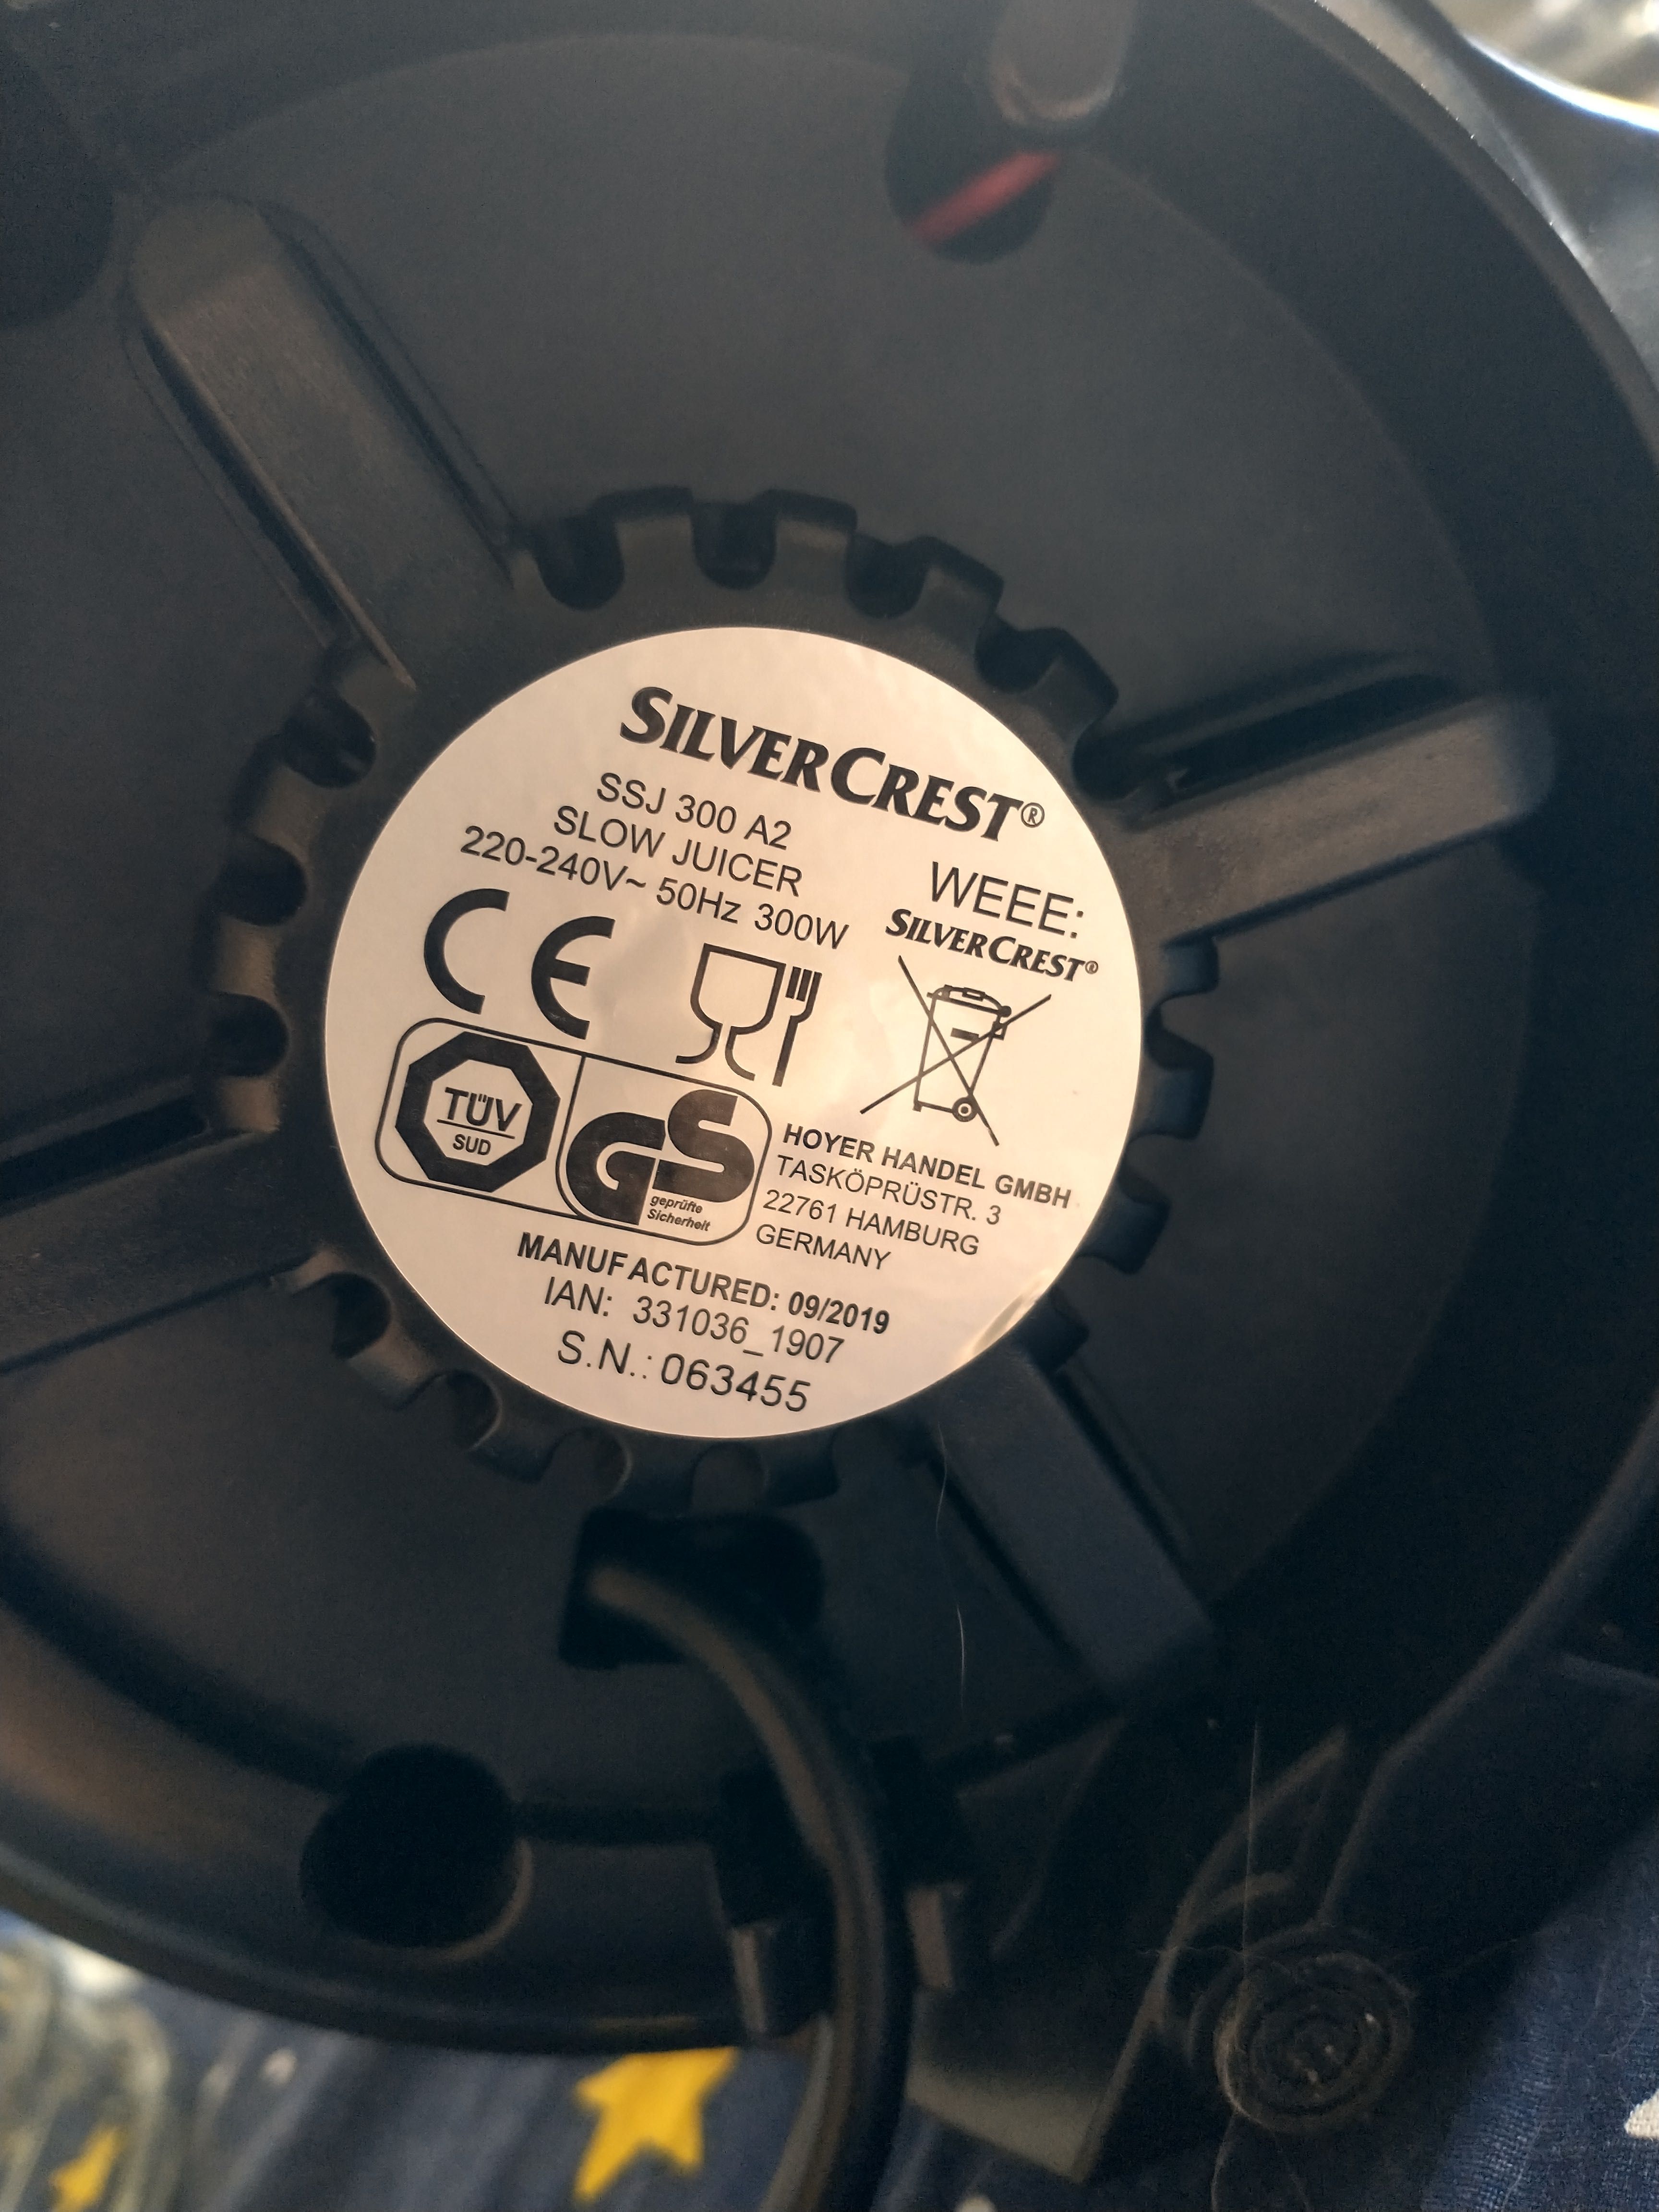 SILVERCREST®
SSJ 300 A2
SLOW JUICER
220-240V~ 50Hz 300W
WEEE:
SILVERCREST®
CE
TÜV
SUD
GS
geprüfte
Sicherheit
HOYER HANDEL GMBH
TASKÖPRÜSTR. 3
22761 HAMBURG
GERMANY
MANUFACTURED: 09/2019
IAN: 331036_1907
S.N.: 063455